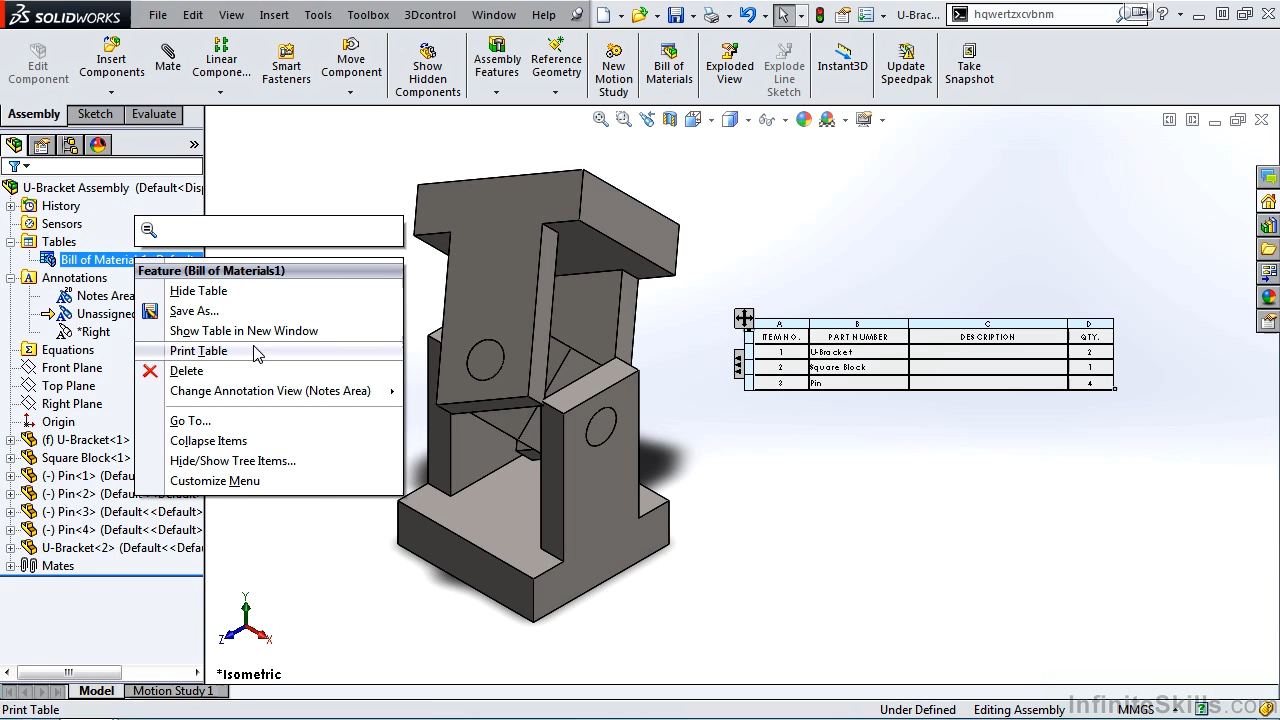 SOLIDWORKS
File Edit View Insert Tools Toolbox 3Dcontrol Window Help
U-Brac...
hqwertzxcvbnm
Edit Component
Insert Components
Mate
Linear Compone...
Smart Fasteners
Move Component
Show Hidden Components
Assembly Features
Reference Geometry
New Motion Study
Bill of Materials
Exploded View
Explode Line Sketch
Instant3D
Update Speedpak
Take Snapshot
Assembly Sketch Evaluate
U-Bracket Assembly (Default<Dis
History
Sensors
Tables
Bill of Materials1
Annotations
Notes Area
Unassigned
*Right
Equations
Front Plane
Top Plane
Right Plane
Origin
(f) U-Bracket<1>
Square Block<1>
(-) Pin<1> (Default
(-) Pin<2> (Default
(-) Pin<3> (Default<<Defau
(-) Pin<4> (Default<<Defau
U-Bracket<2> (Default<<Defau
Mates
Feature (Bill of Materials1)
Hide Table
Save As...
Show Table in New Window
Print Table
Delete
Change Annotation View (Notes Area)
Go To...
Collapse Items
Hide/Show Tree Items...
Customize Menu
A B C D
ITEM NO. PART NUMBER DESCRIPTION QTY.
1 U-Bracket 2
2 Square Block 1
3 Pin 4
Y
Z X
*Isometric
Model Motion Study 1
InfiniteSkills.com
Print Table Under Defined Editing Assembly MMGS